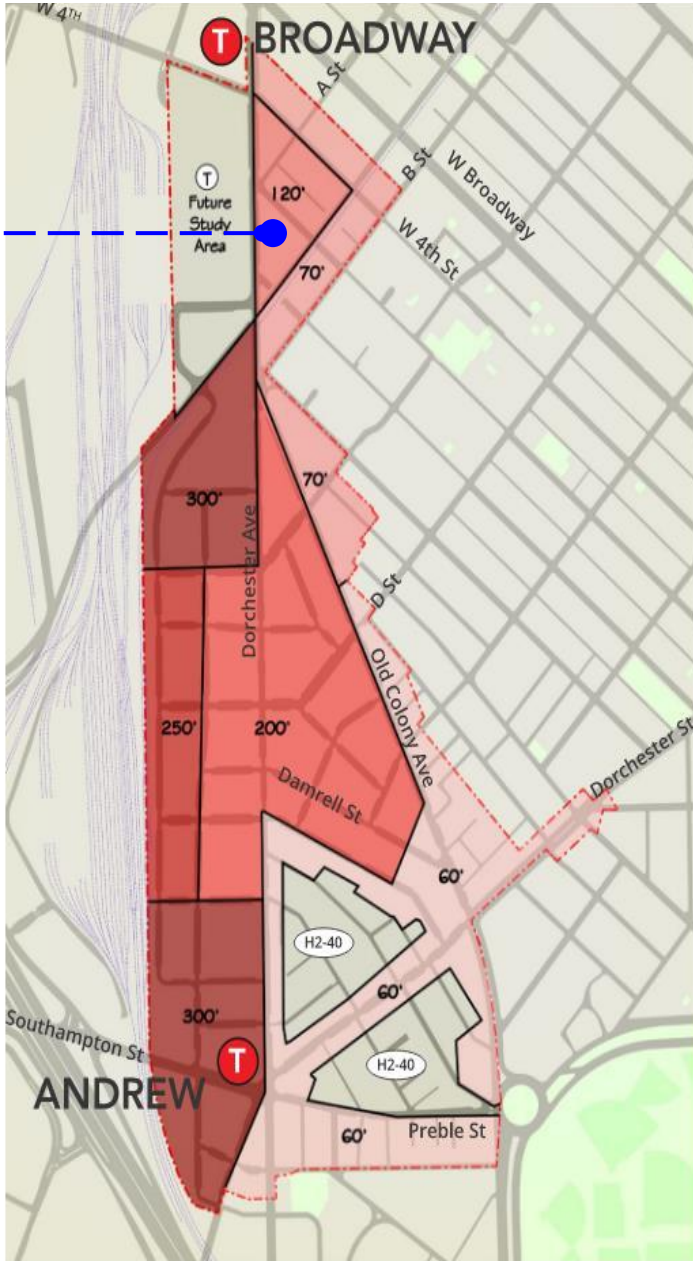 W 4TH
T BROADWAY
A St
B St
W Broadway
W 4th St
T
Future
Study
Area
120'
70'
70'
300'
Dorchester Ave
D St
Old Colony Ave
250'
200'
Damrell St
Dorchester St
60'
H2-40
60'
300'
Southampton St
T
H2-40
ANDREW
60'
Preble St